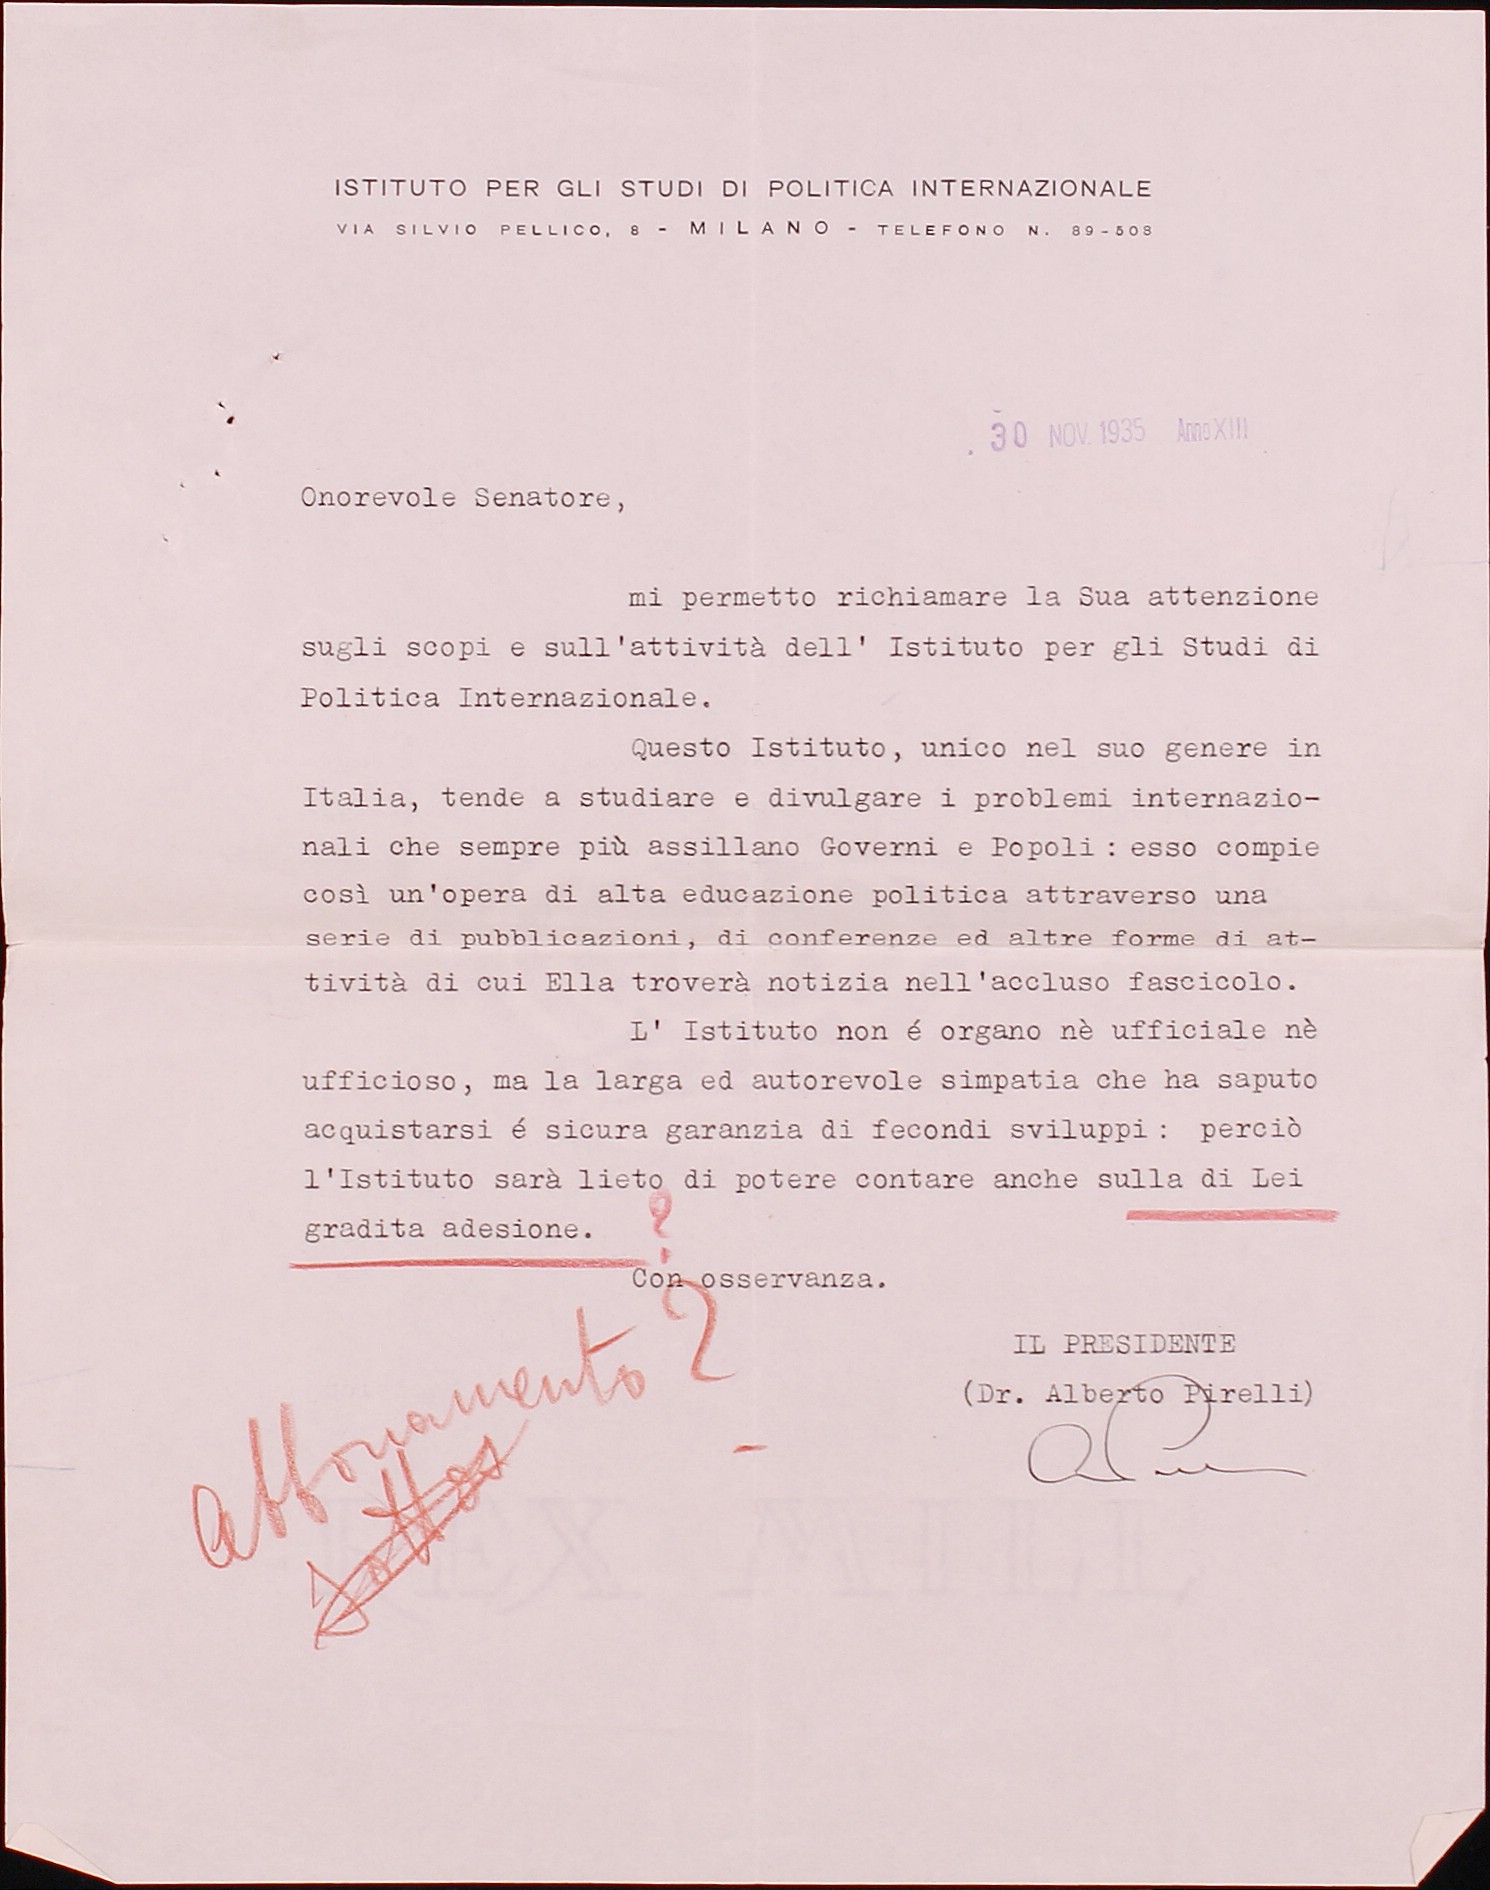 ISTITUTO PER GLI STUDI DI POLITICA INTERNAZIONALE
VIA SILVIO PELLICO, 8 - MILANO - TELEFONO N. 89-508
30 NOV. 1935 Anno XIII
Onorevole Senatore,
mi permetto richiamare la Sua attenzione
sugli scopi e sull'attività dell' Istituto per gli Studi di
Politica Internazionale.
Questo Istituto, unico nel suo genere in
Italia, tende a studiare e divulgare i problemi internazio-
nali che sempre più assillano Governi e Popoli : esso compie
così un'opera di alta educazione politica attraverso una
serie di pubblicazioni, di conferenze ed altre forme di at-
tività di cui Ella troverà notizia nell'accluso fascicolo.
L' Istituto non é organo nè ufficiale nè
ufficioso, ma la larga ed autorevole simpatia che ha saputo
acquistarsi é sicura garanzia di fecondi sviluppi : perciò
l'Istituto sarà lieto di potere contare anche sulla di Lei
gradita adesione. ?
Con osservanza.
IL PRESIDENTE
(Dr. Alberto Pirelli)
abbonamento ?